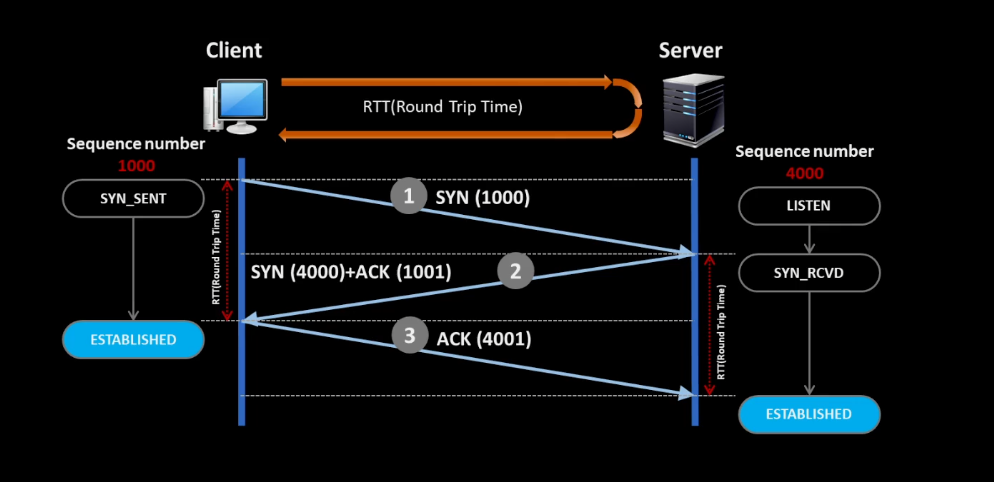 Client
Server
RTT(Round Trip Time)
Sequence number
1000
Sequence number
4000
SYN_SENT
1 SYN (1000)
LISTEN
RTT(Round Trip Time)
SYN (4000)+ACK (1001) 2
SYN_RCVD
RTT(Round Trip Time)
ESTABLISHED
3 ACK (4001)
ESTABLISHED